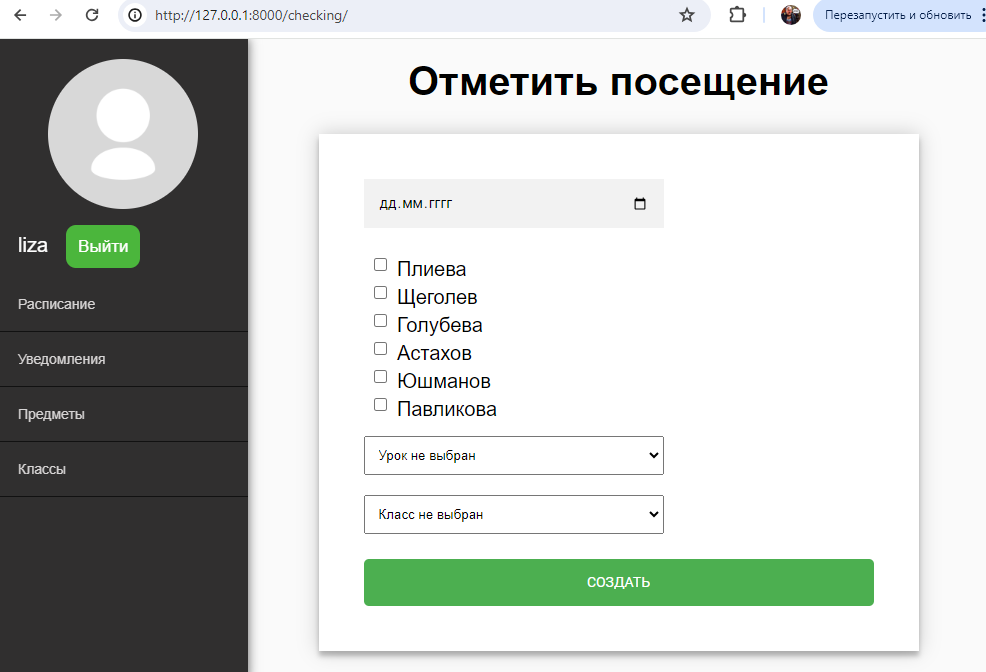 http://127.0.0.1:8000/checking/
Перезапустить и обновить
Отметить посещение
дд.мм.гггг
liza
Выйти
Расписание
Уведомления
Предметы
Классы
Плиева
Щеголев
Голубева
Астахов
Юшманов
Павликова
Урок не выбран
Класс не выбран
СОЗДАТЬ